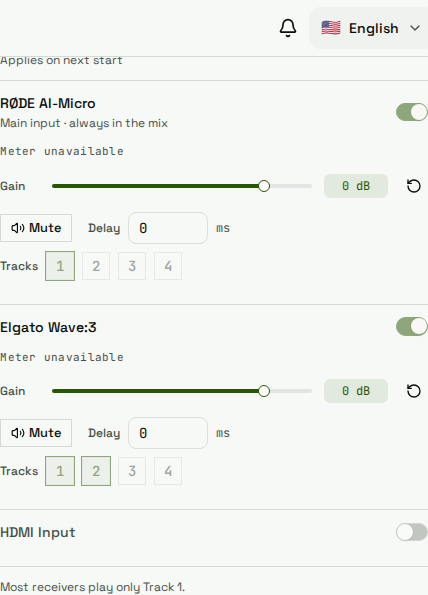 English
Applies on next start
RØDE AI-Micro
Main input · always in the mix
Meter unavailable
Gain 0 dB
Mute Delay 0 ms
Tracks 1 2 3 4
Elgato Wave:3
Meter unavailable
Gain 0 dB
Mute Delay 0 ms
Tracks 1 2 3 4
HDMI Input
Most receivers play only Track 1.